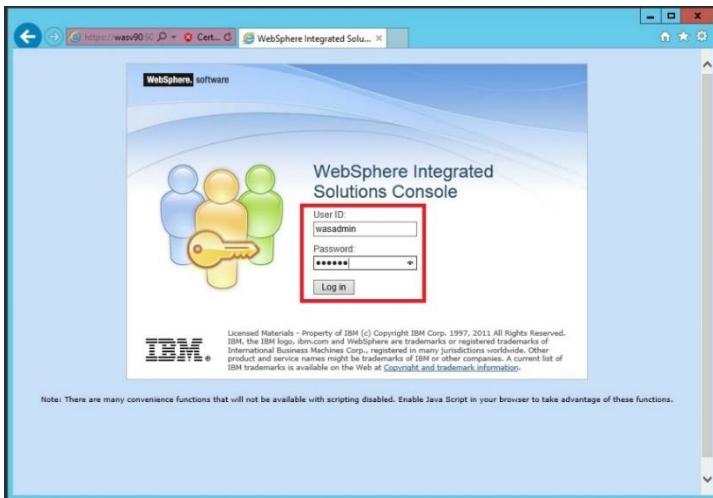 https://wasv90:90
Cert...
WebSphere Integrated Solu...
WebSphere. software
WebSphere Integrated
Solutions Console
User ID:
wasadmin
Password:
••••••
Log in
IBM.
Licensed Materials - Property of IBM (c) Copyright IBM Corp. 1997, 2011 All Rights Reserved.
IBM, the IBM logo, ibm.com and WebSphere are trademarks or registered trademarks of
International Business Machines Corp., registered in many jurisdictions worldwide. Other
product and service names might be trademarks of IBM or other companies. A current list of
IBM trademarks is available on the Web at Copyright and trademark information.
Note: There are many convenience functions that will not be available with scripting disabled. Enable Java Script in your browser to take advantage of these functions.